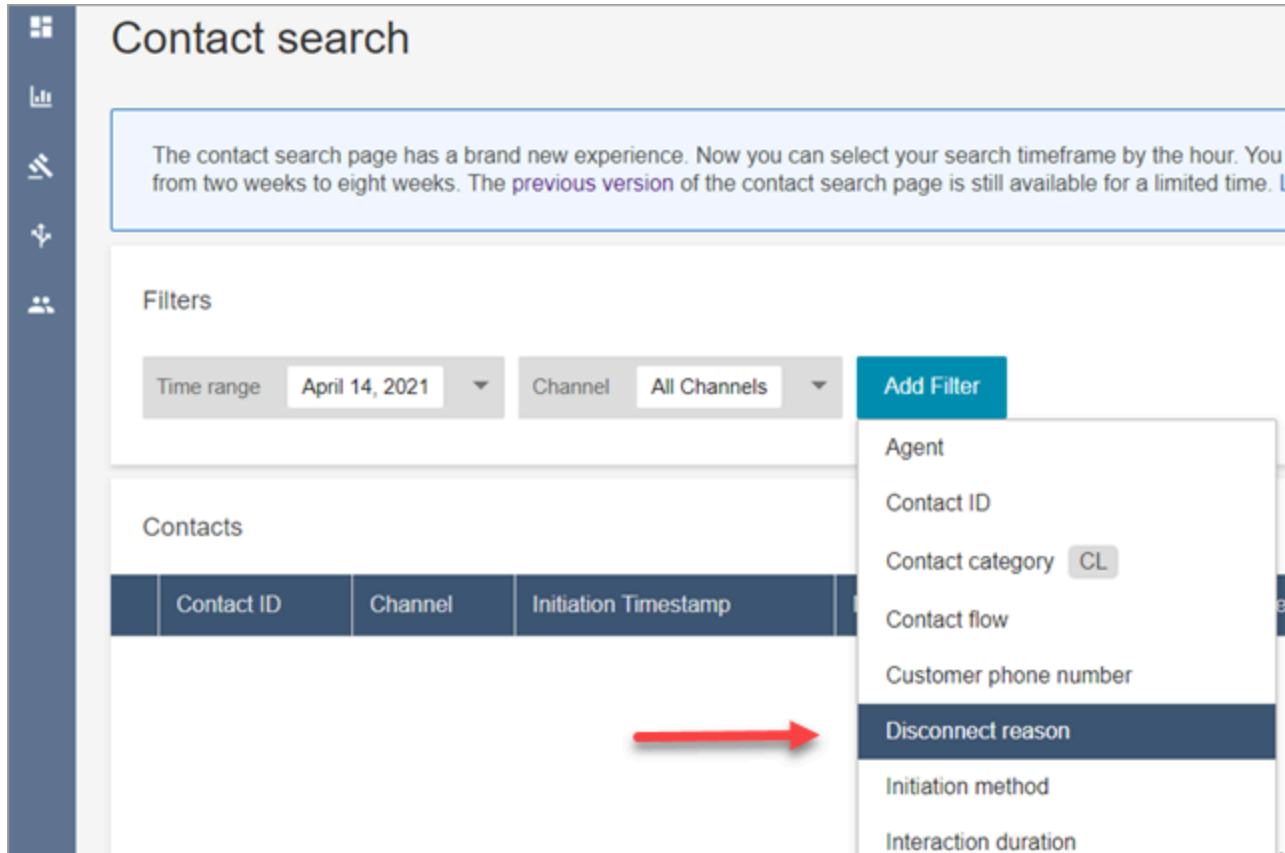 Contact search
The contact search page has a brand new experience. Now you can select your search timeframe by the hour. You
from two weeks to eight weeks. The previous version of the contact search page is still available for a limited time.
Filters
Time range April 14, 2021 Channel All Channels Add Filter
Agent
Contact ID
Contact category CL
Contact flow
Customer phone number
Disconnect reason
Initiation method
Interaction duration
Contacts
Contact ID Channel Initiation Timestamp